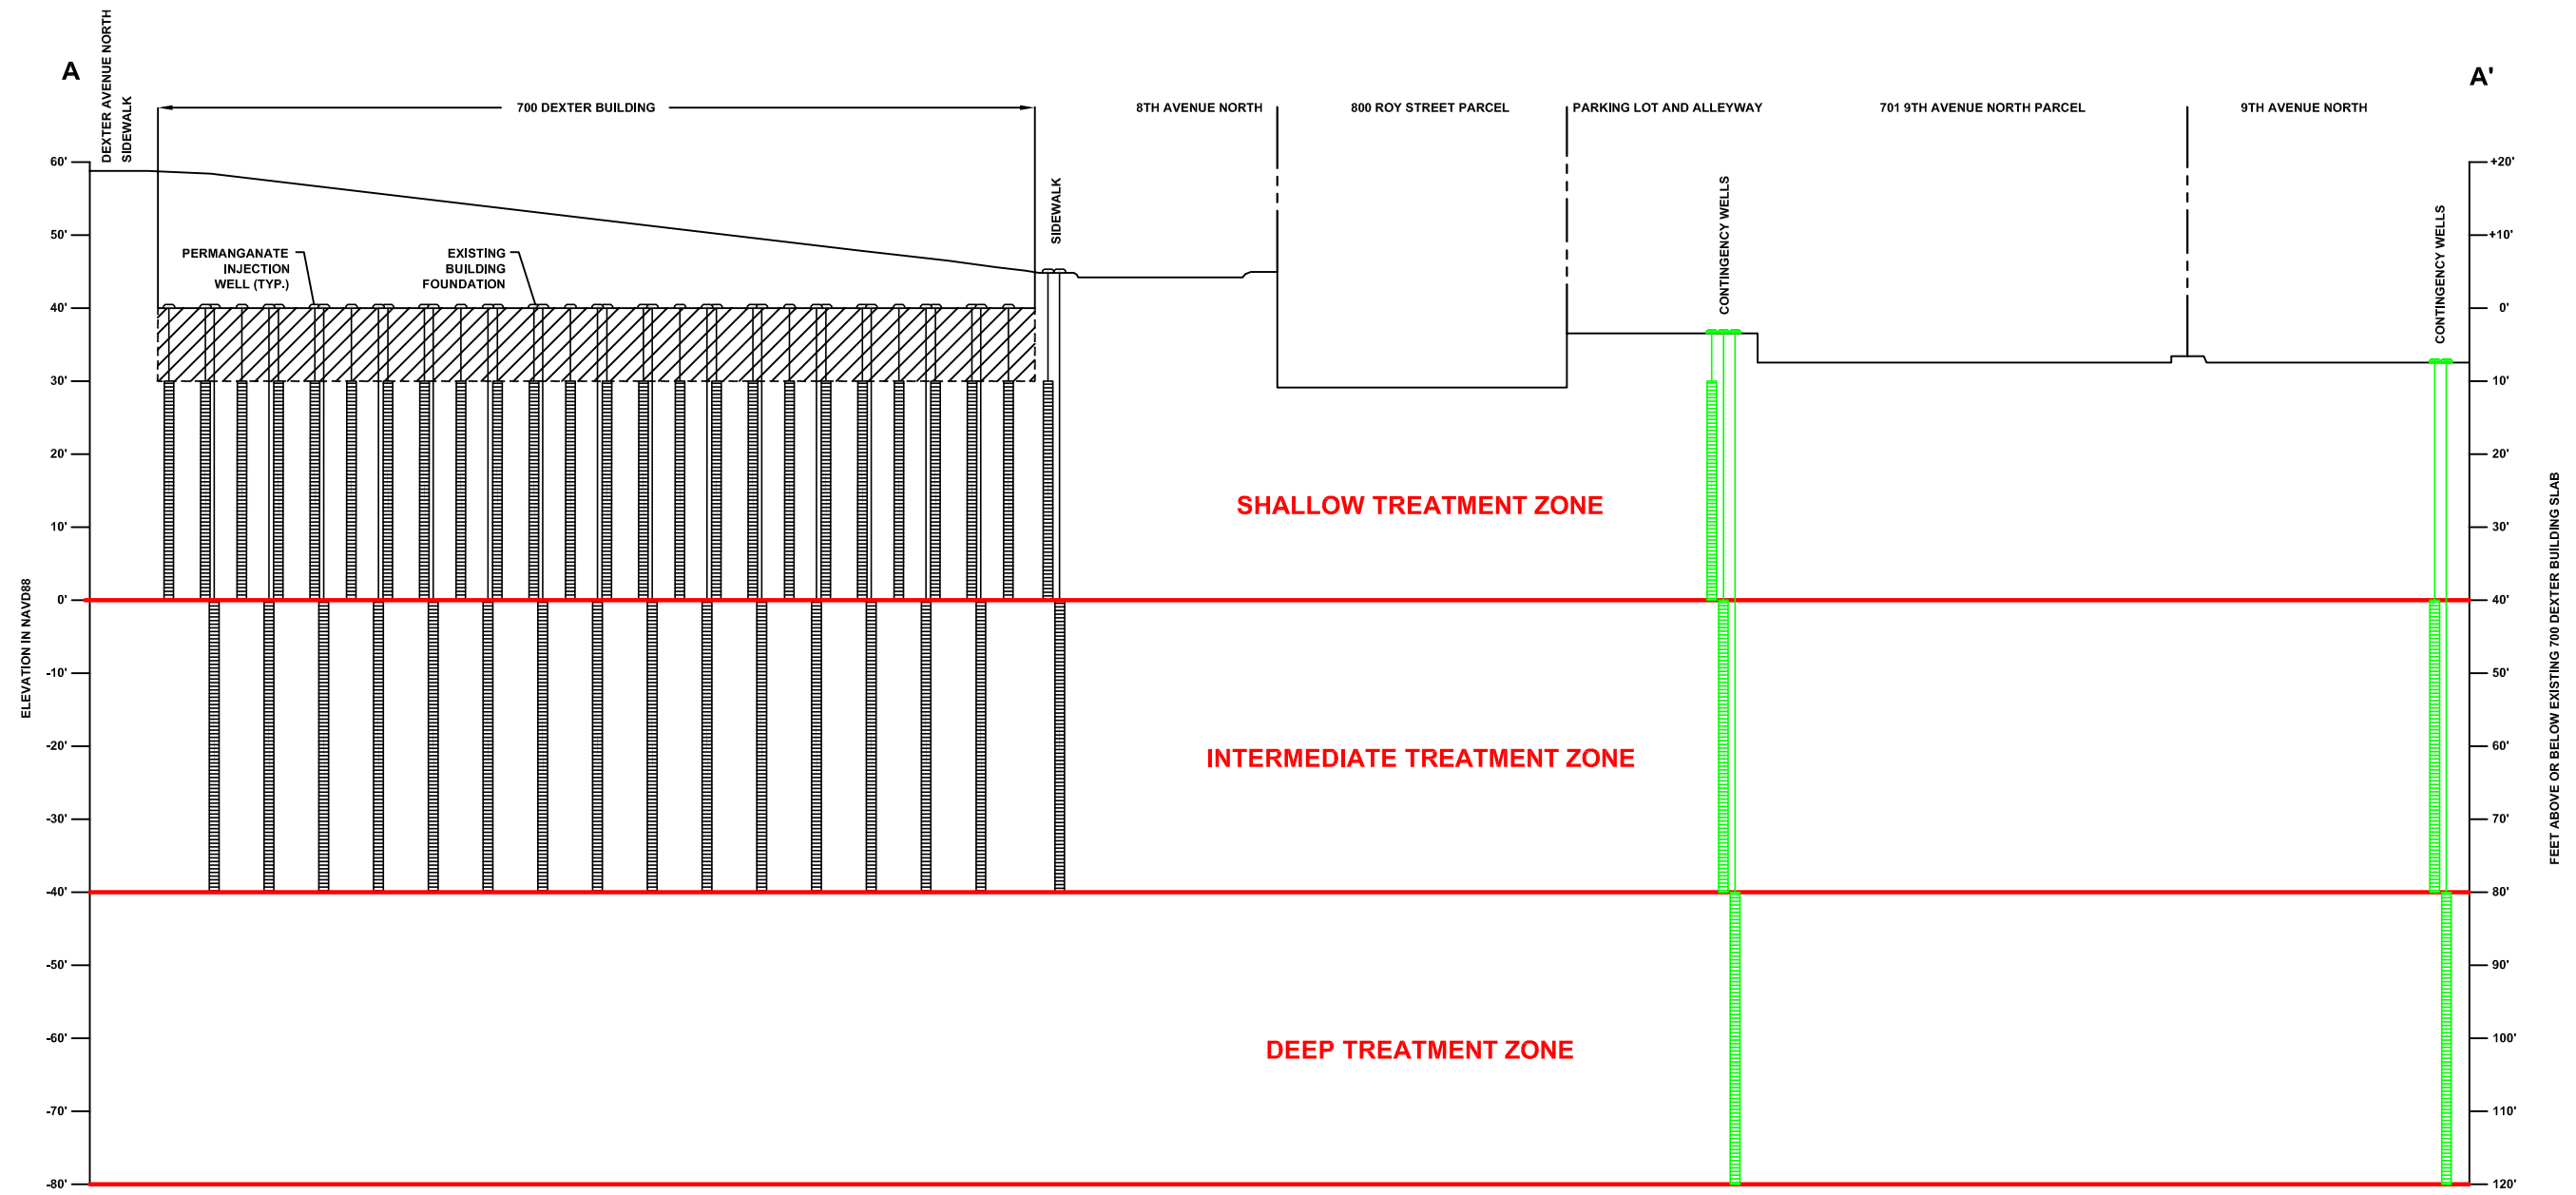 A
DEXTER AVENUE NORTH
SIDEWALK
700 DEXTER BUILDING
8TH AVENUE NORTH
800 ROY STREET PARCEL
PARKING LOT AND ALLEYWAY
701 9TH AVENUE NORTH PARCEL
9TH AVENUE NORTH
A'
SIDEWALK
CONTINGENCY WELLS
CONTINGENCY WELLS
PERMANGANATE
INJECTION
WELL (TYP.)
EXISTING
BUILDING
FOUNDATION
60'
50'
40'
30'
20'
10'
0'
-10'
-20'
-30'
-40'
-50'
-60'
-70'
-80'
ELEVATION IN NAVD88
SHALLOW TREATMENT ZONE
INTERMEDIATE TREATMENT ZONE
DEEP TREATMENT ZONE
+20'
+10'
0'
10'
20'
30'
40'
50'
60'
70'
80'
90'
100'
110'
120'
FEET ABOVE OR BELOW EXISTING 700 DEXTER BUILDING SLAB